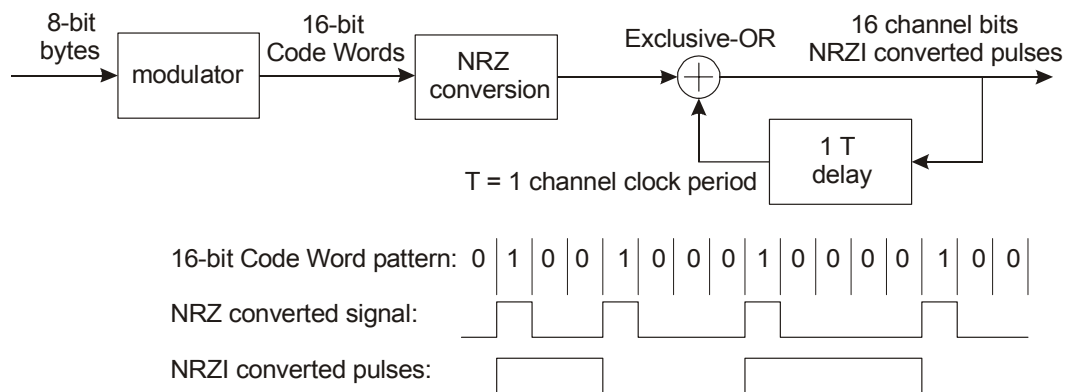 8-bit
bytes
modulator
16-bit
Code Words
NRZ
conversion
Exclusive-OR
16 channel bits
NRZI converted pulses
1 T
delay
T = 1 channel clock period
16-bit Code Word pattern: 0 1 0 0 1 0 0 0 1 0 0 0 0 1 0 0
NRZ converted signal:
NRZI converted pulses: